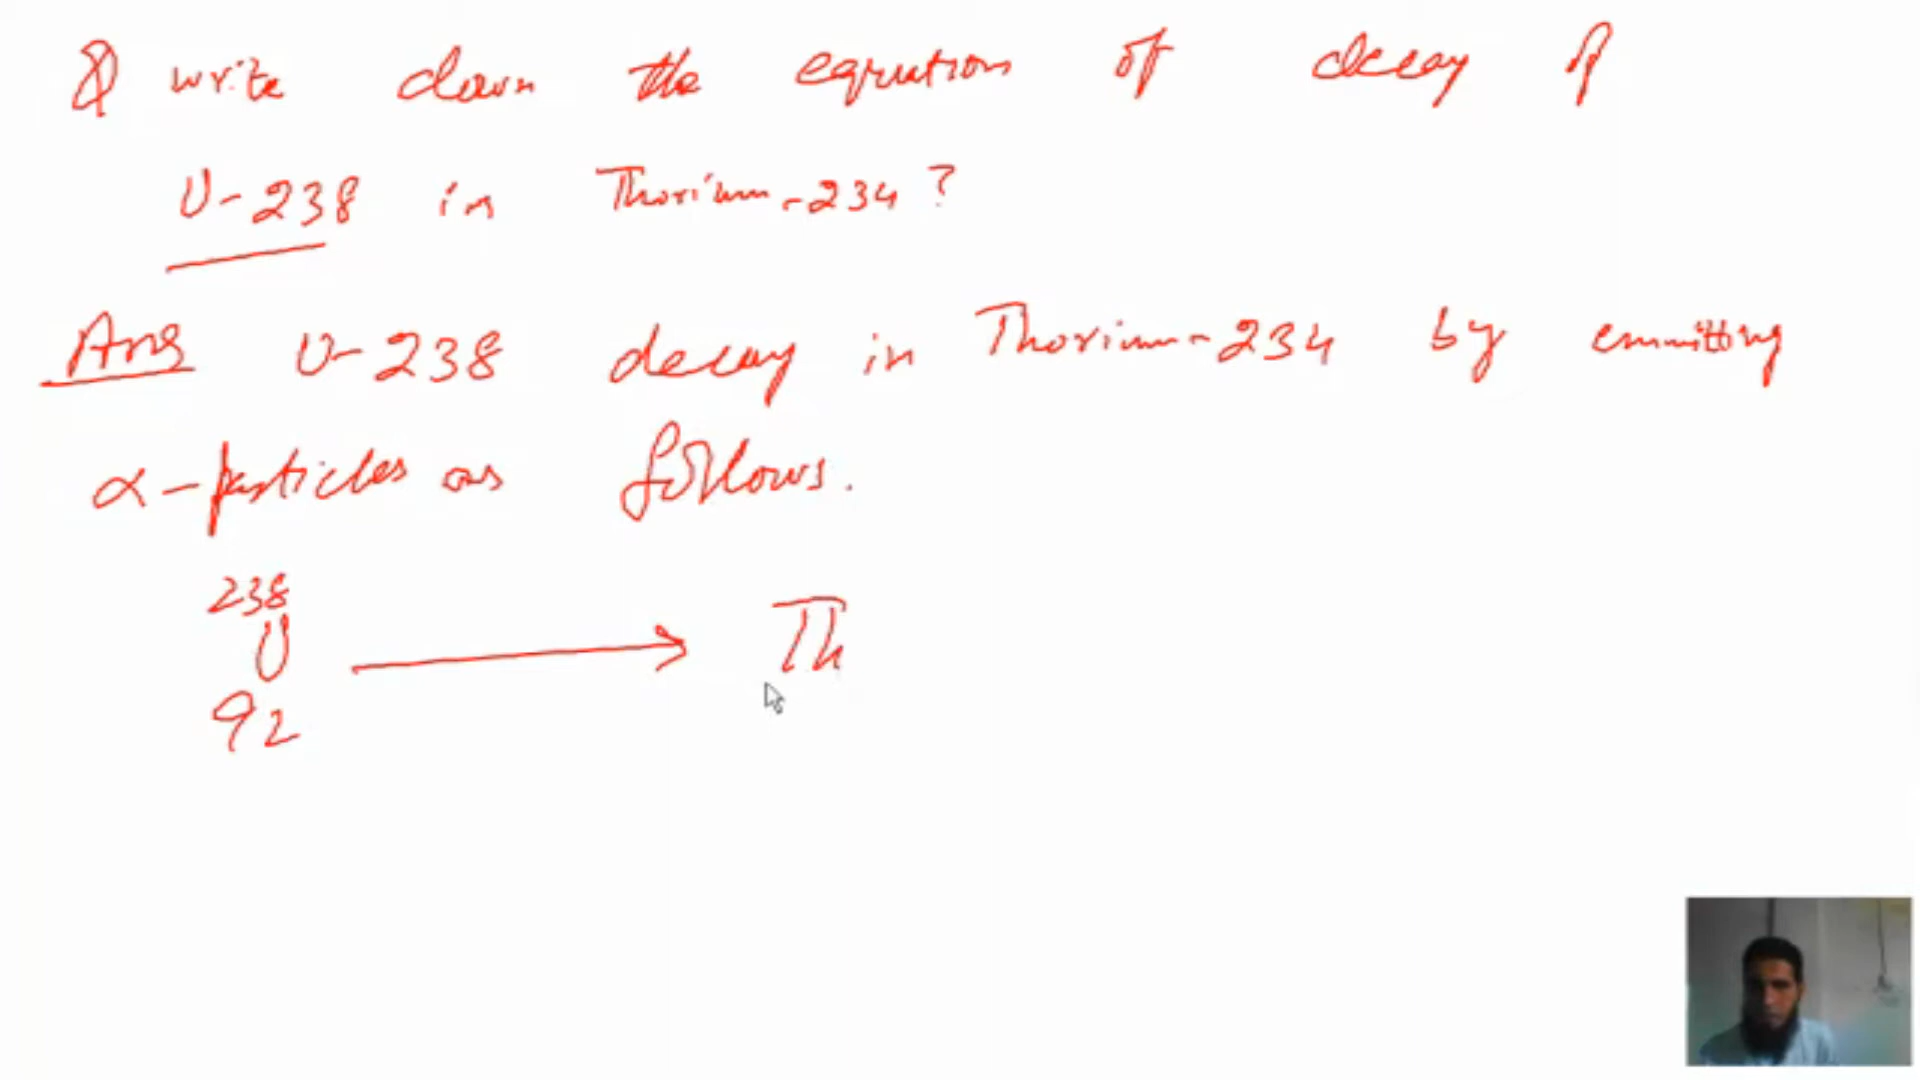 Q write down the equation of decay of
U-238 in Thorium-234?
Ans U-238 decay in Thorium-234 by emmitting
α-particles as follows.
238
U → Th
92